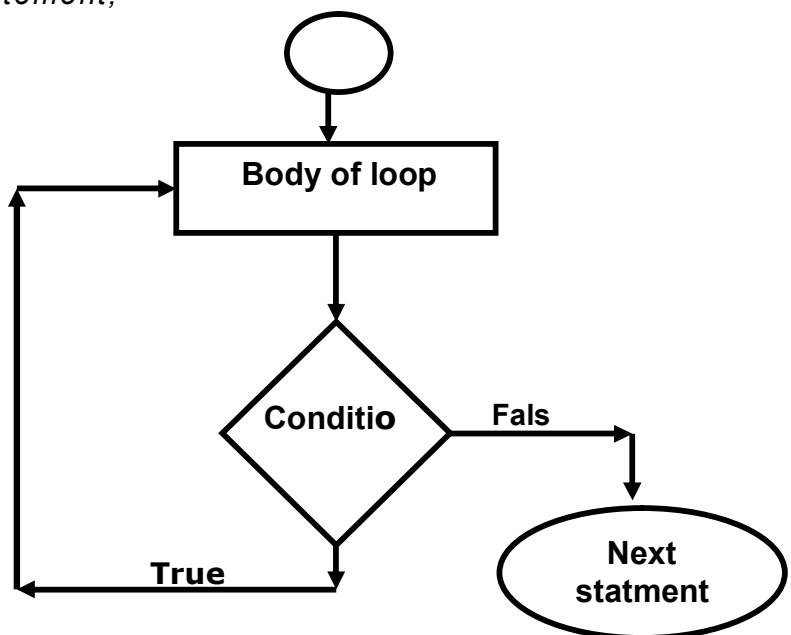 Body of loop
Conditio
Fals
True
Next
statment